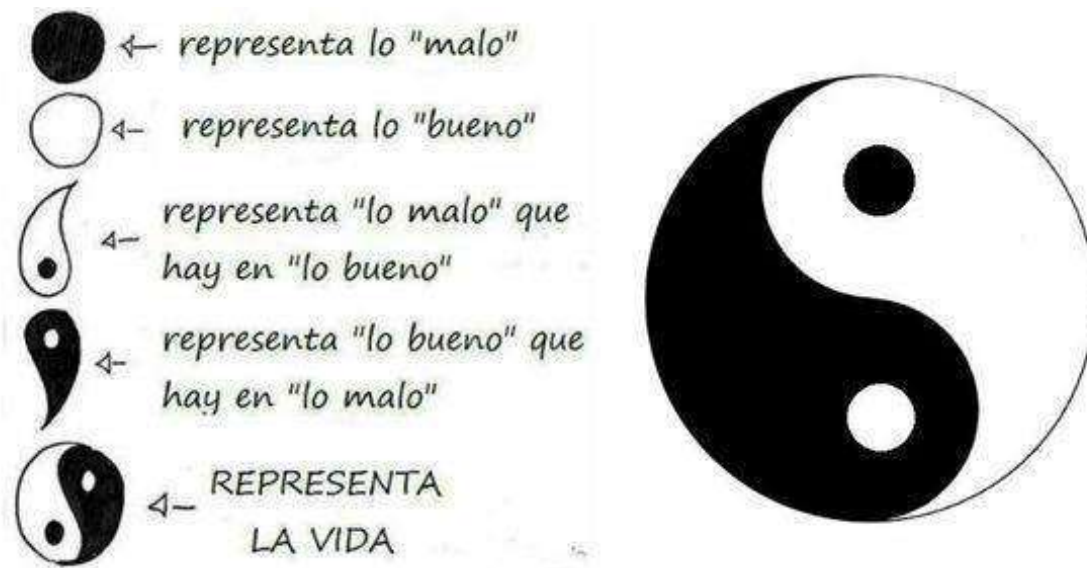 representa lo "malo"
representa lo "bueno"
representa "lo malo" que
hay en "lo bueno"
representa "lo bueno" que
hay en "lo malo"
REPRESENTA
LA VIDA